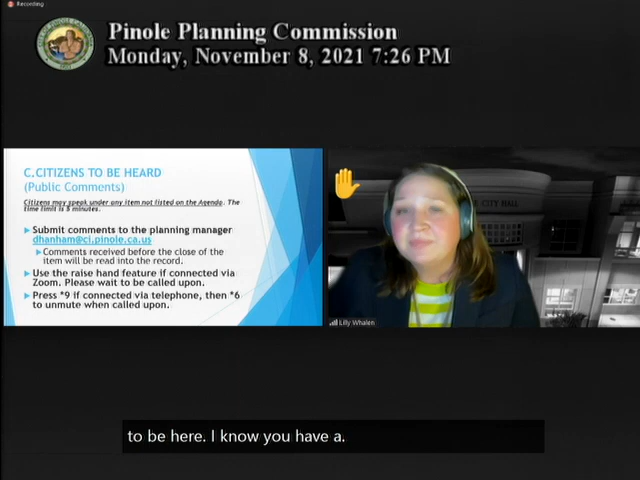 Recording
Pinole Planning Commission
Monday, November 8, 2021 7:26 PM
C.CITIZENS TO BE HEARD
(Public Comments)
Citizens may speak under any item not listed on the Agenda. The
time limit is 3 minutes.
Submit comments to the planning manager
dhanham@ci.pinole.ca.us
Comments received before the close of
the item will be read into the record.
Use the raise hand feature if connected via
Zoom. Please wait to be called upon.
Press *9 if connected via telephone, then *6
to unmute when called upon.
CITY HALL
Lilly Whalen
to be here. I know you have a.